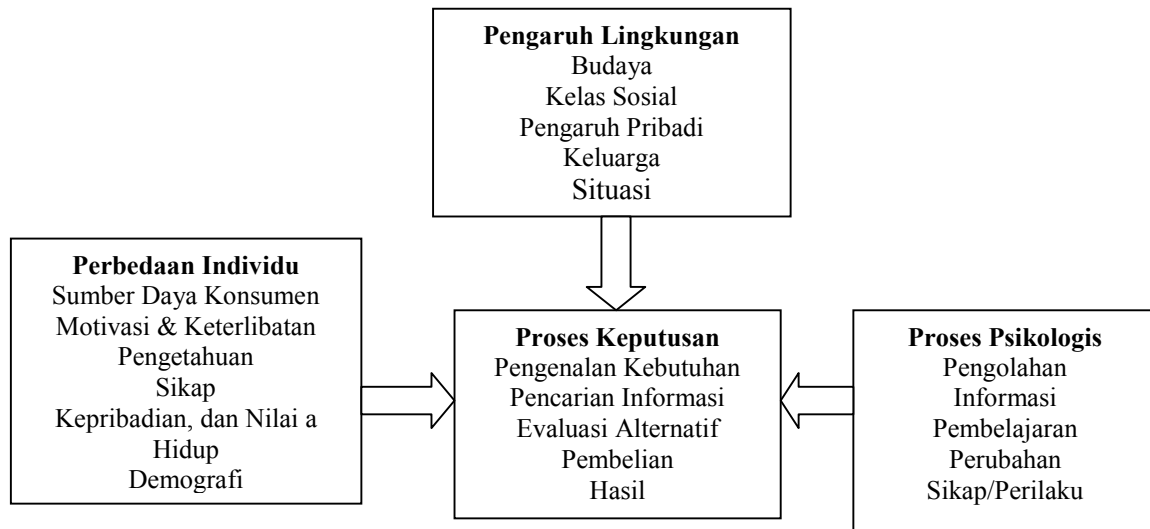 Pengaruh Lingkungan
Budaya
Kelas Sosial
Pengaruh Pribadi
Keluarga
Situasi
Perbedaan Individu
Sumber Daya Konsumen
Motivasi & Keterlibatan
Pengetahuan
Sikap
Kepribadian, dan Nilai a
Hidup
Demografi
Proses Keputusan
Pengenalan Kebutuhan
Pencarian Informasi
Evaluasi Alternatif
Pembelian
Hasil
Proses Psikologis
Pengolahan
Informasi
Pembelajaran
Perubahan
Sikap/Perilaku